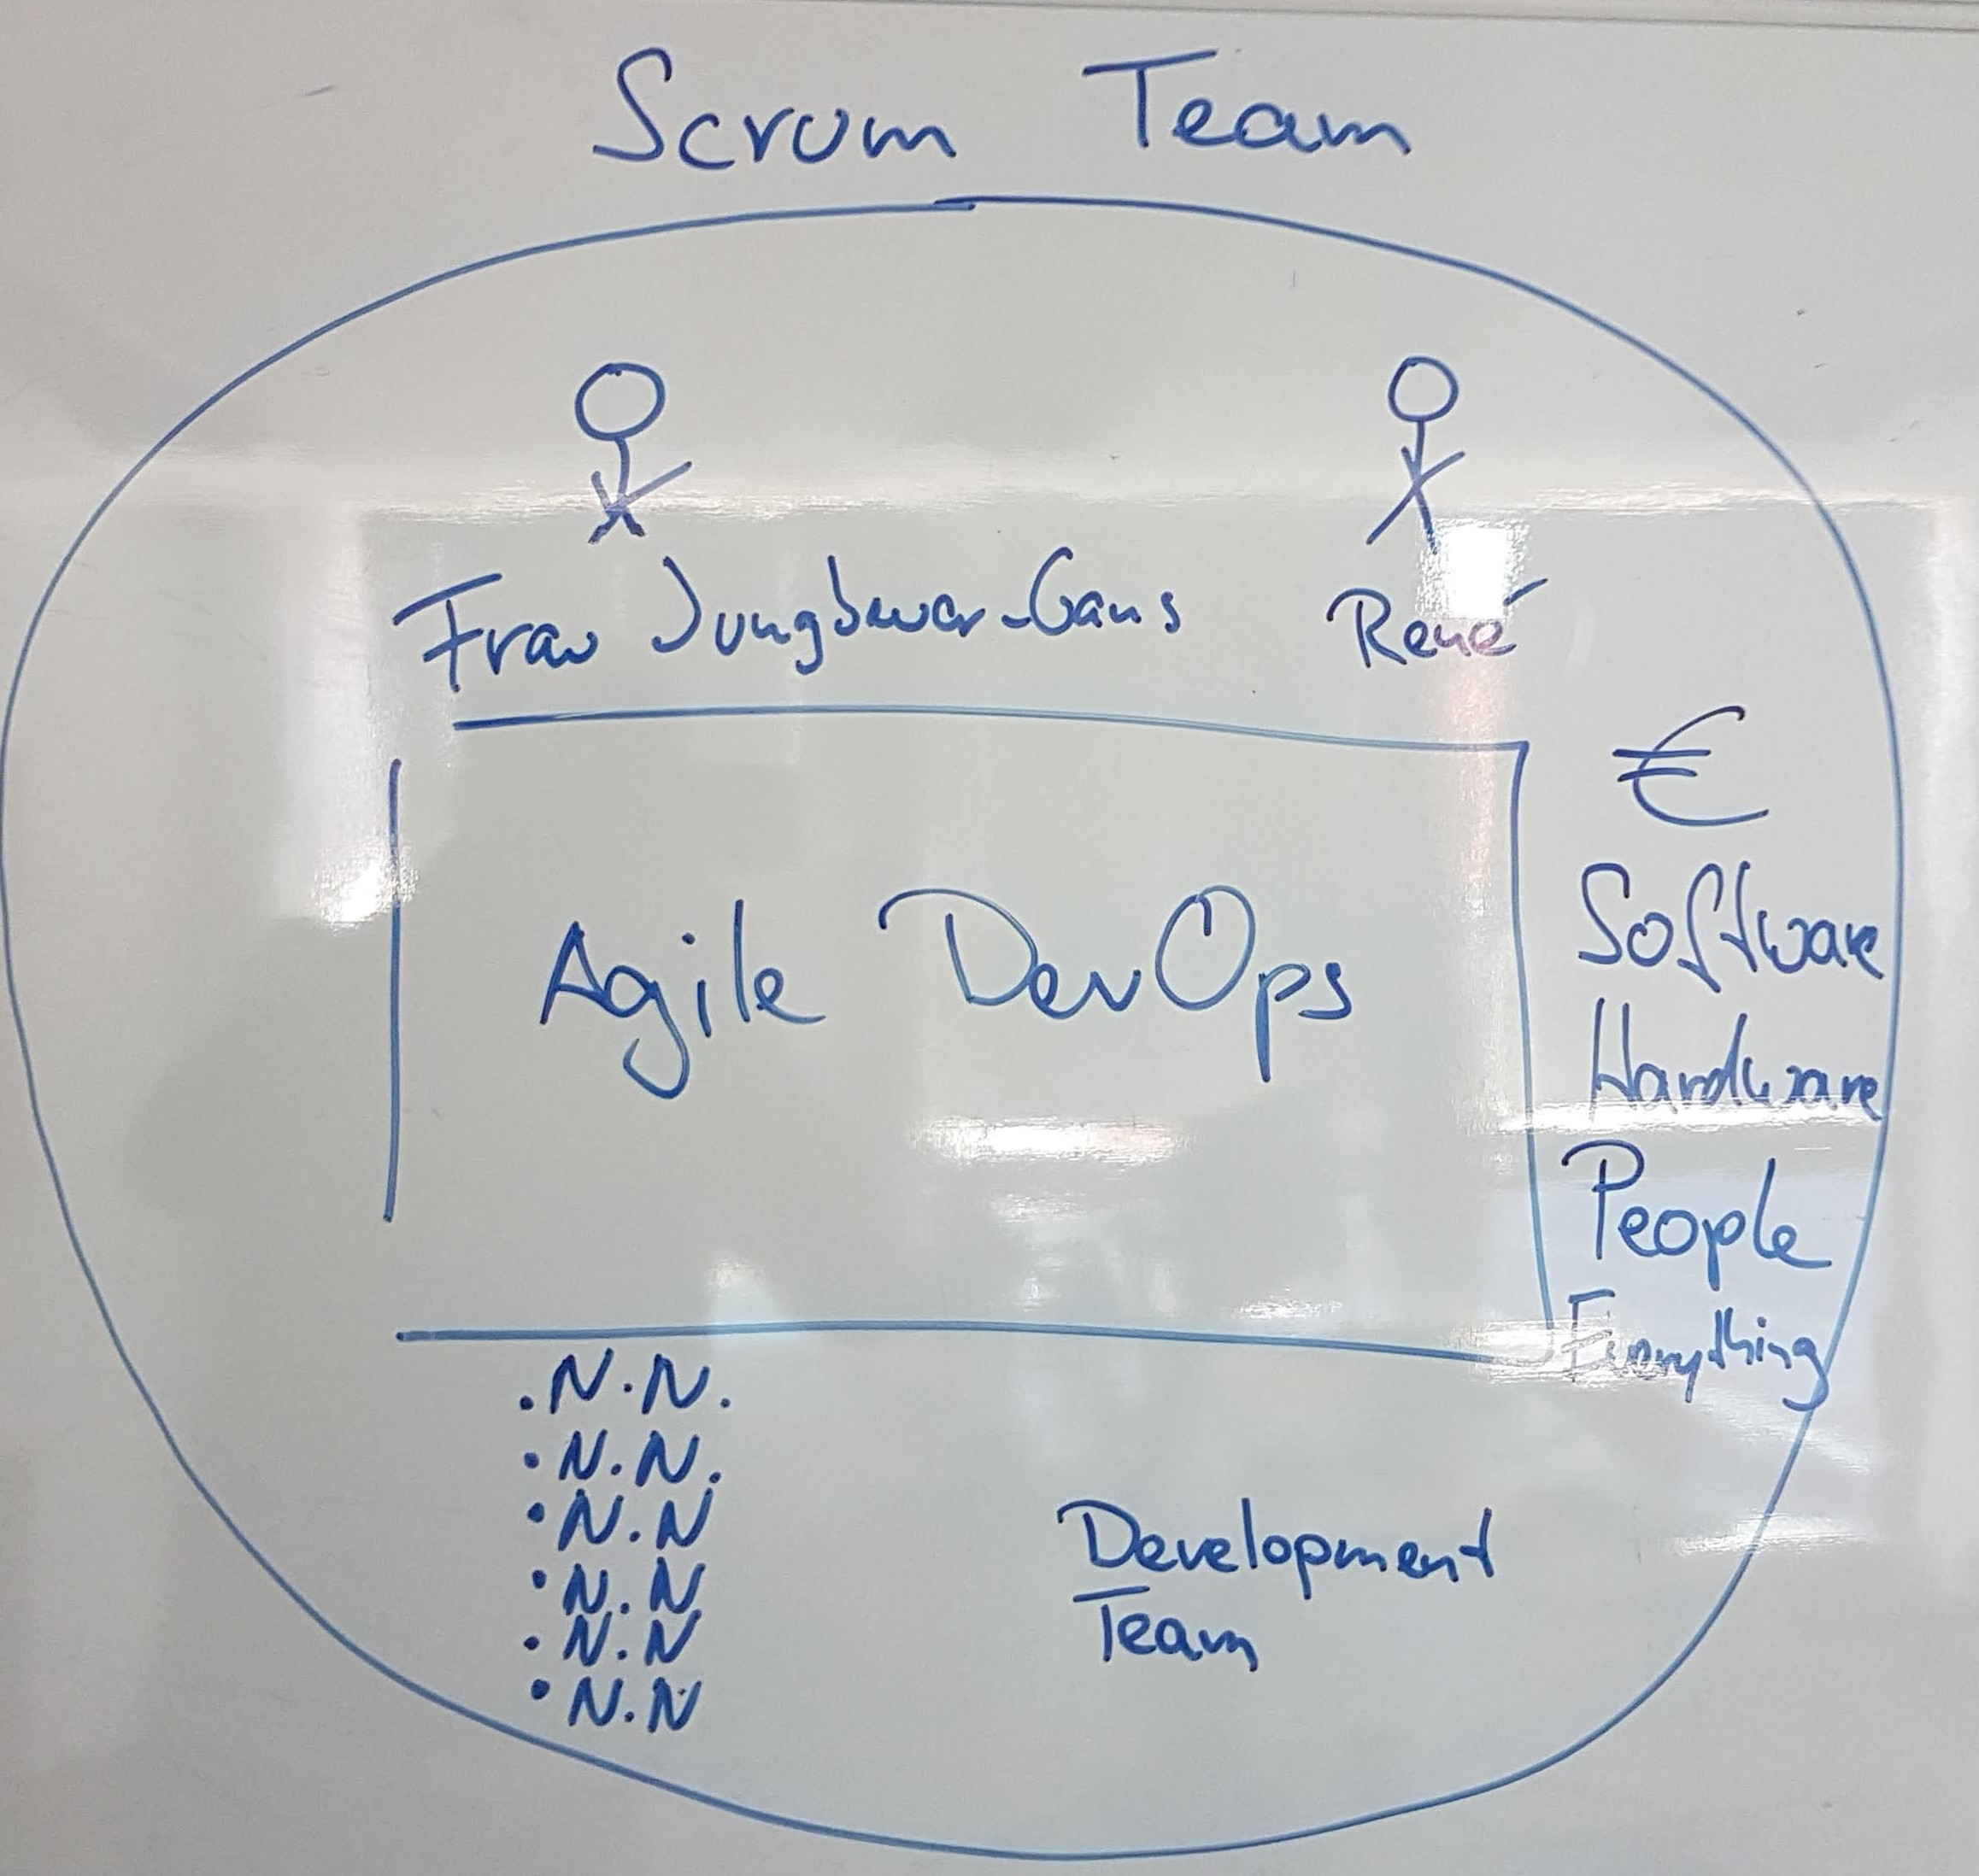 Scrum Team
Frau Jungbauer-Gans
René
€
Software
Hardware
People
Everything
Agile DevOps
. N. N.
. N. N.
. N. N
. N. N
. N. N
. N. N
Development
Team